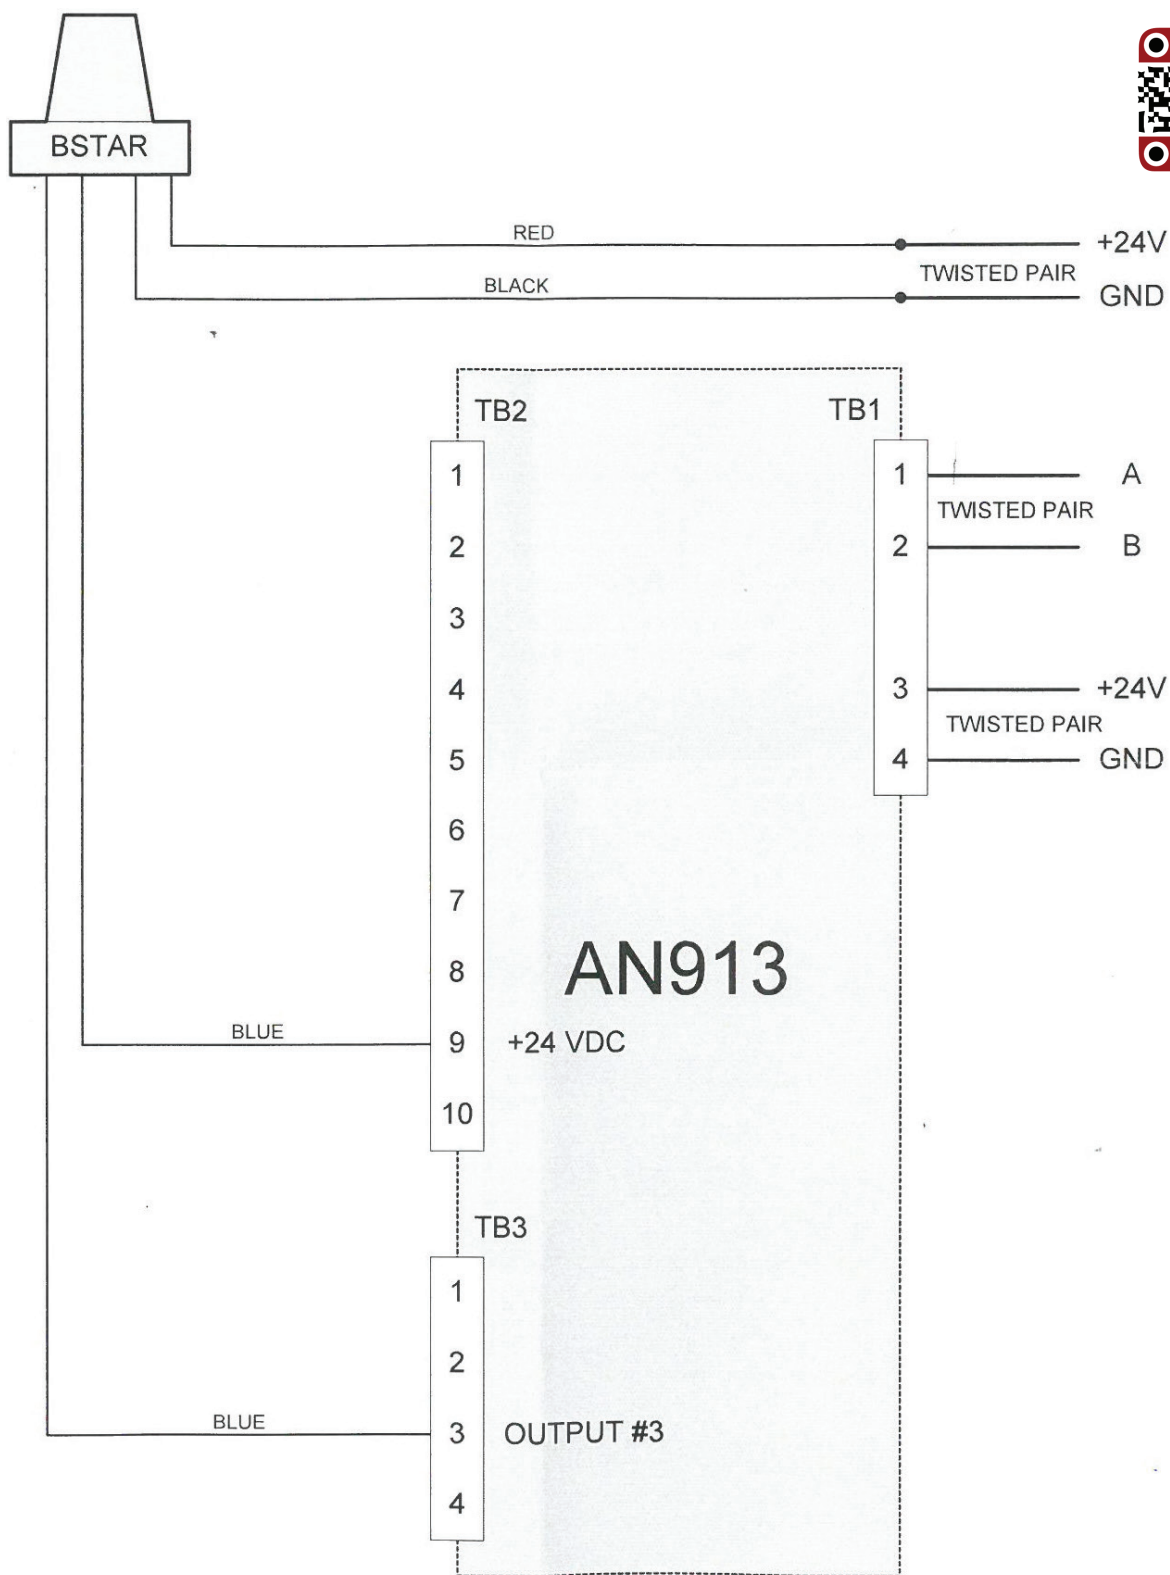 BSTAR
RED
+24V
TWISTED PAIR
BLACK
GND
TB2
TB1
1
1
A
TWISTED PAIR
2
2
B
3
4
3
+24V
TWISTED PAIR
5
4
GND
6
7
8
AN913
BLUE
9
+24 VDC
10
TB3
1
2
BLUE
3
OUTPUT #3
4